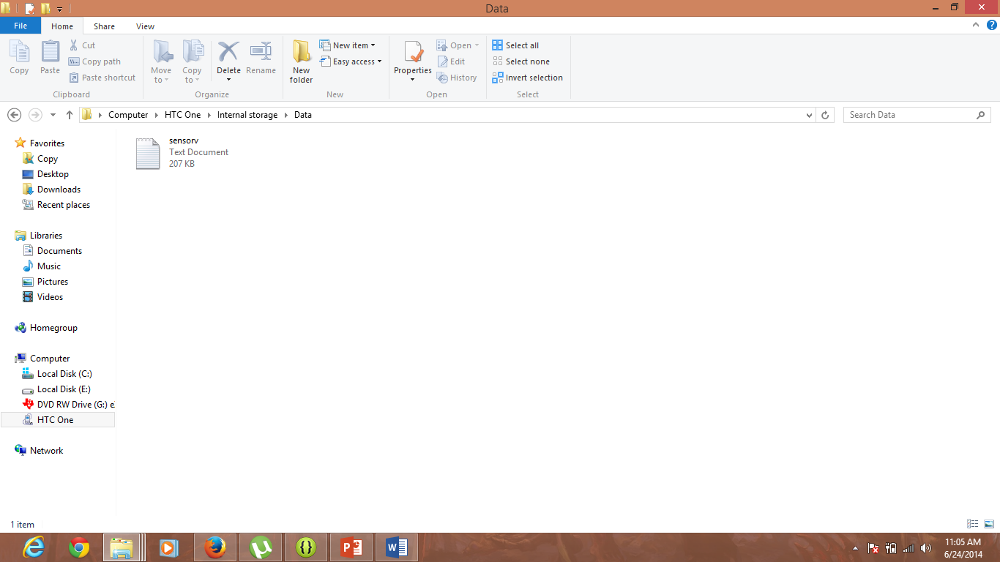 Data
File Home Share View
Copy
Paste
Cut
Copy path
Paste shortcut
Clipboard
Move to
Copy to
Delete
Rename
Organize
New folder
New item
Easy access
New
Properties
Open
Edit
History
Open
Select all
Select none
Invert selection
Select
Computer HTC One Internal storage Data
Search Data
Favorites
Copy
Desktop
Downloads
Recent places
Libraries
Documents
Music
Pictures
Videos
Homegroup
Computer
Local Disk (C:)
Local Disk (E:)
DVD RW Drive (G:) e
HTC One
Network
sensorv
Text Document
207 KB
1 item
11:05 AM
6/24/2014